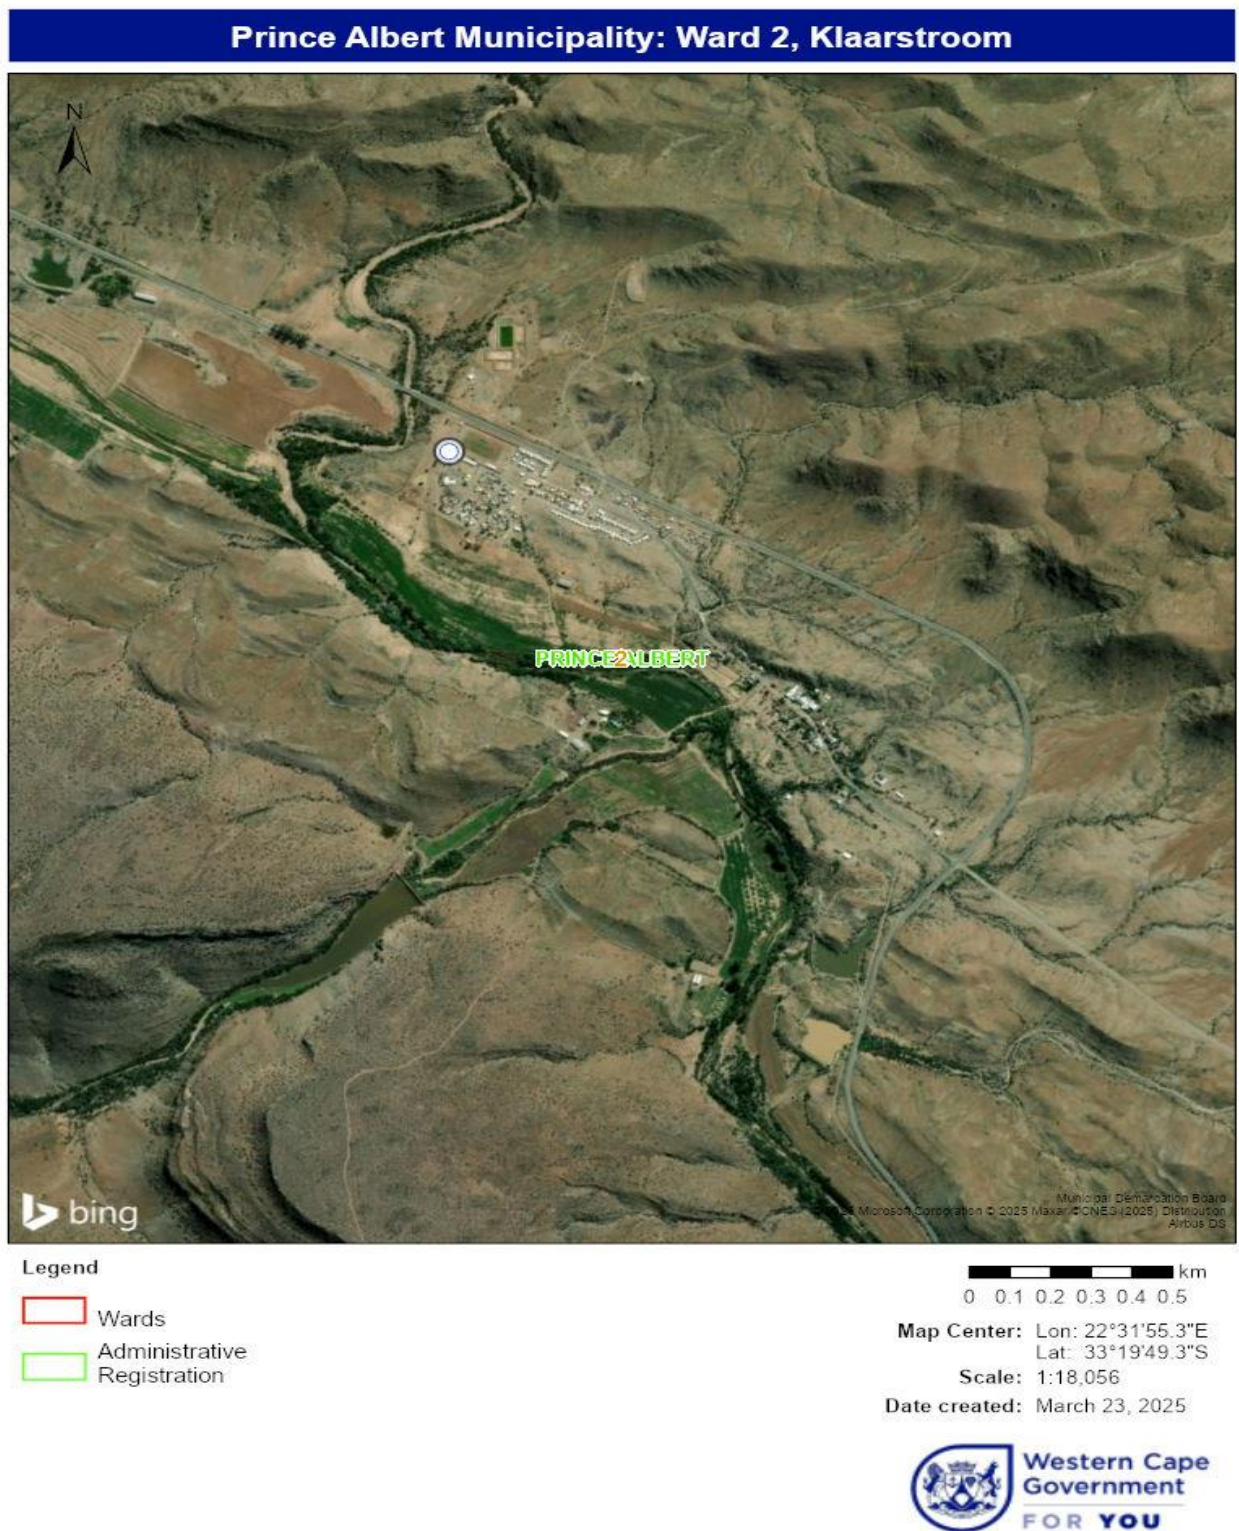 Prince Albert Municipality: Ward 2, Klaarstroom
N
PRINCE ALBERT
2
bing
Municipal Demarcation Board
Microsoft Corporation © 2025 Maxar ©CNES (2025) Distribution
Airbus DS
Legend
Wards
Administrative
Registration
km
0 0.1 0.2 0.3 0.4 0.5
Map Center: Lon: 22°31'55.3"E
Lat: 33°19'49.3"S
Scale: 1:18,056
Date created: March 23, 2025
Western Cape
Government
FOR YOU